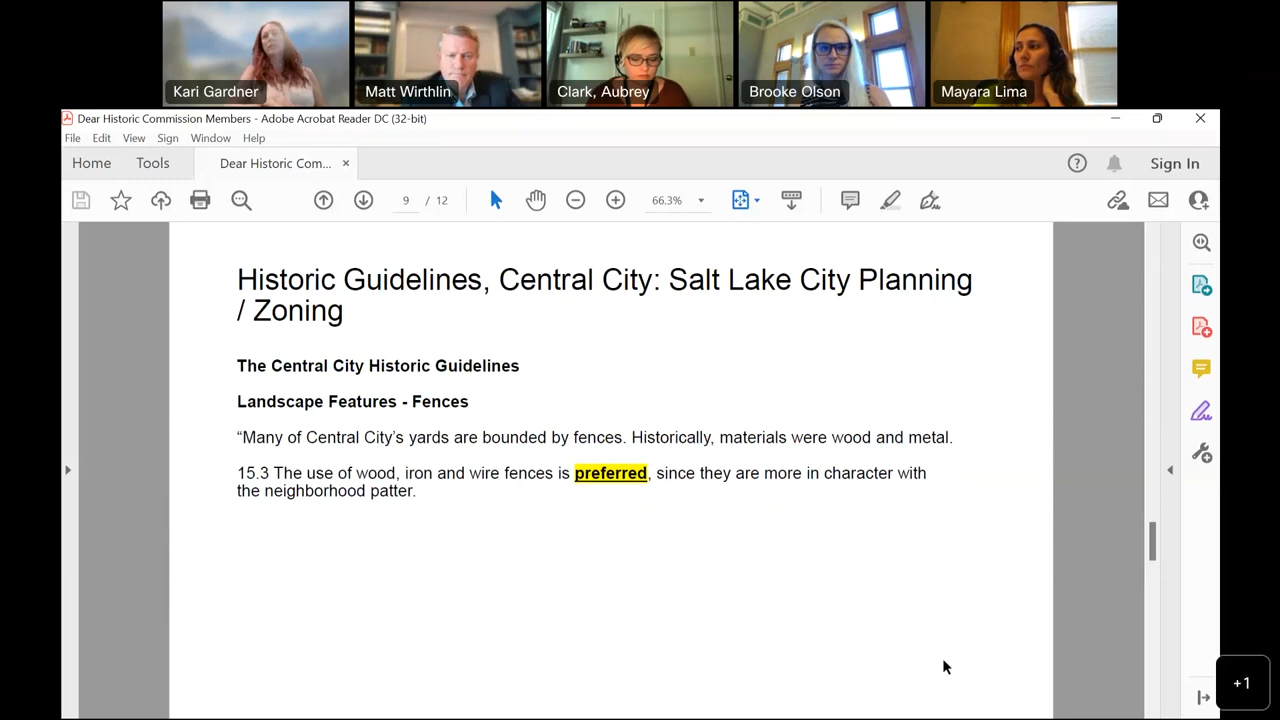 Kari Gardner
Matt Wirthlin
Clark, Aubrey
Brooke Olson
Mayara Lima
Dear Historic Commission Members - Adobe Acrobat Reader DC (32-bit)
File Edit View Sign Window Help
Home Tools Dear Historic Com... × Sign In
9 / 12 66.3%
Historic Guidelines, Central City: Salt Lake City Planning
/ Zoning
The Central City Historic Guidelines
Landscape Features - Fences
“Many of Central City’s yards are bounded by fences. Historically, materials were wood and metal.
15.3 The use of wood, iron and wire fences is preferred, since they are more in character with
the neighborhood patter.
+1